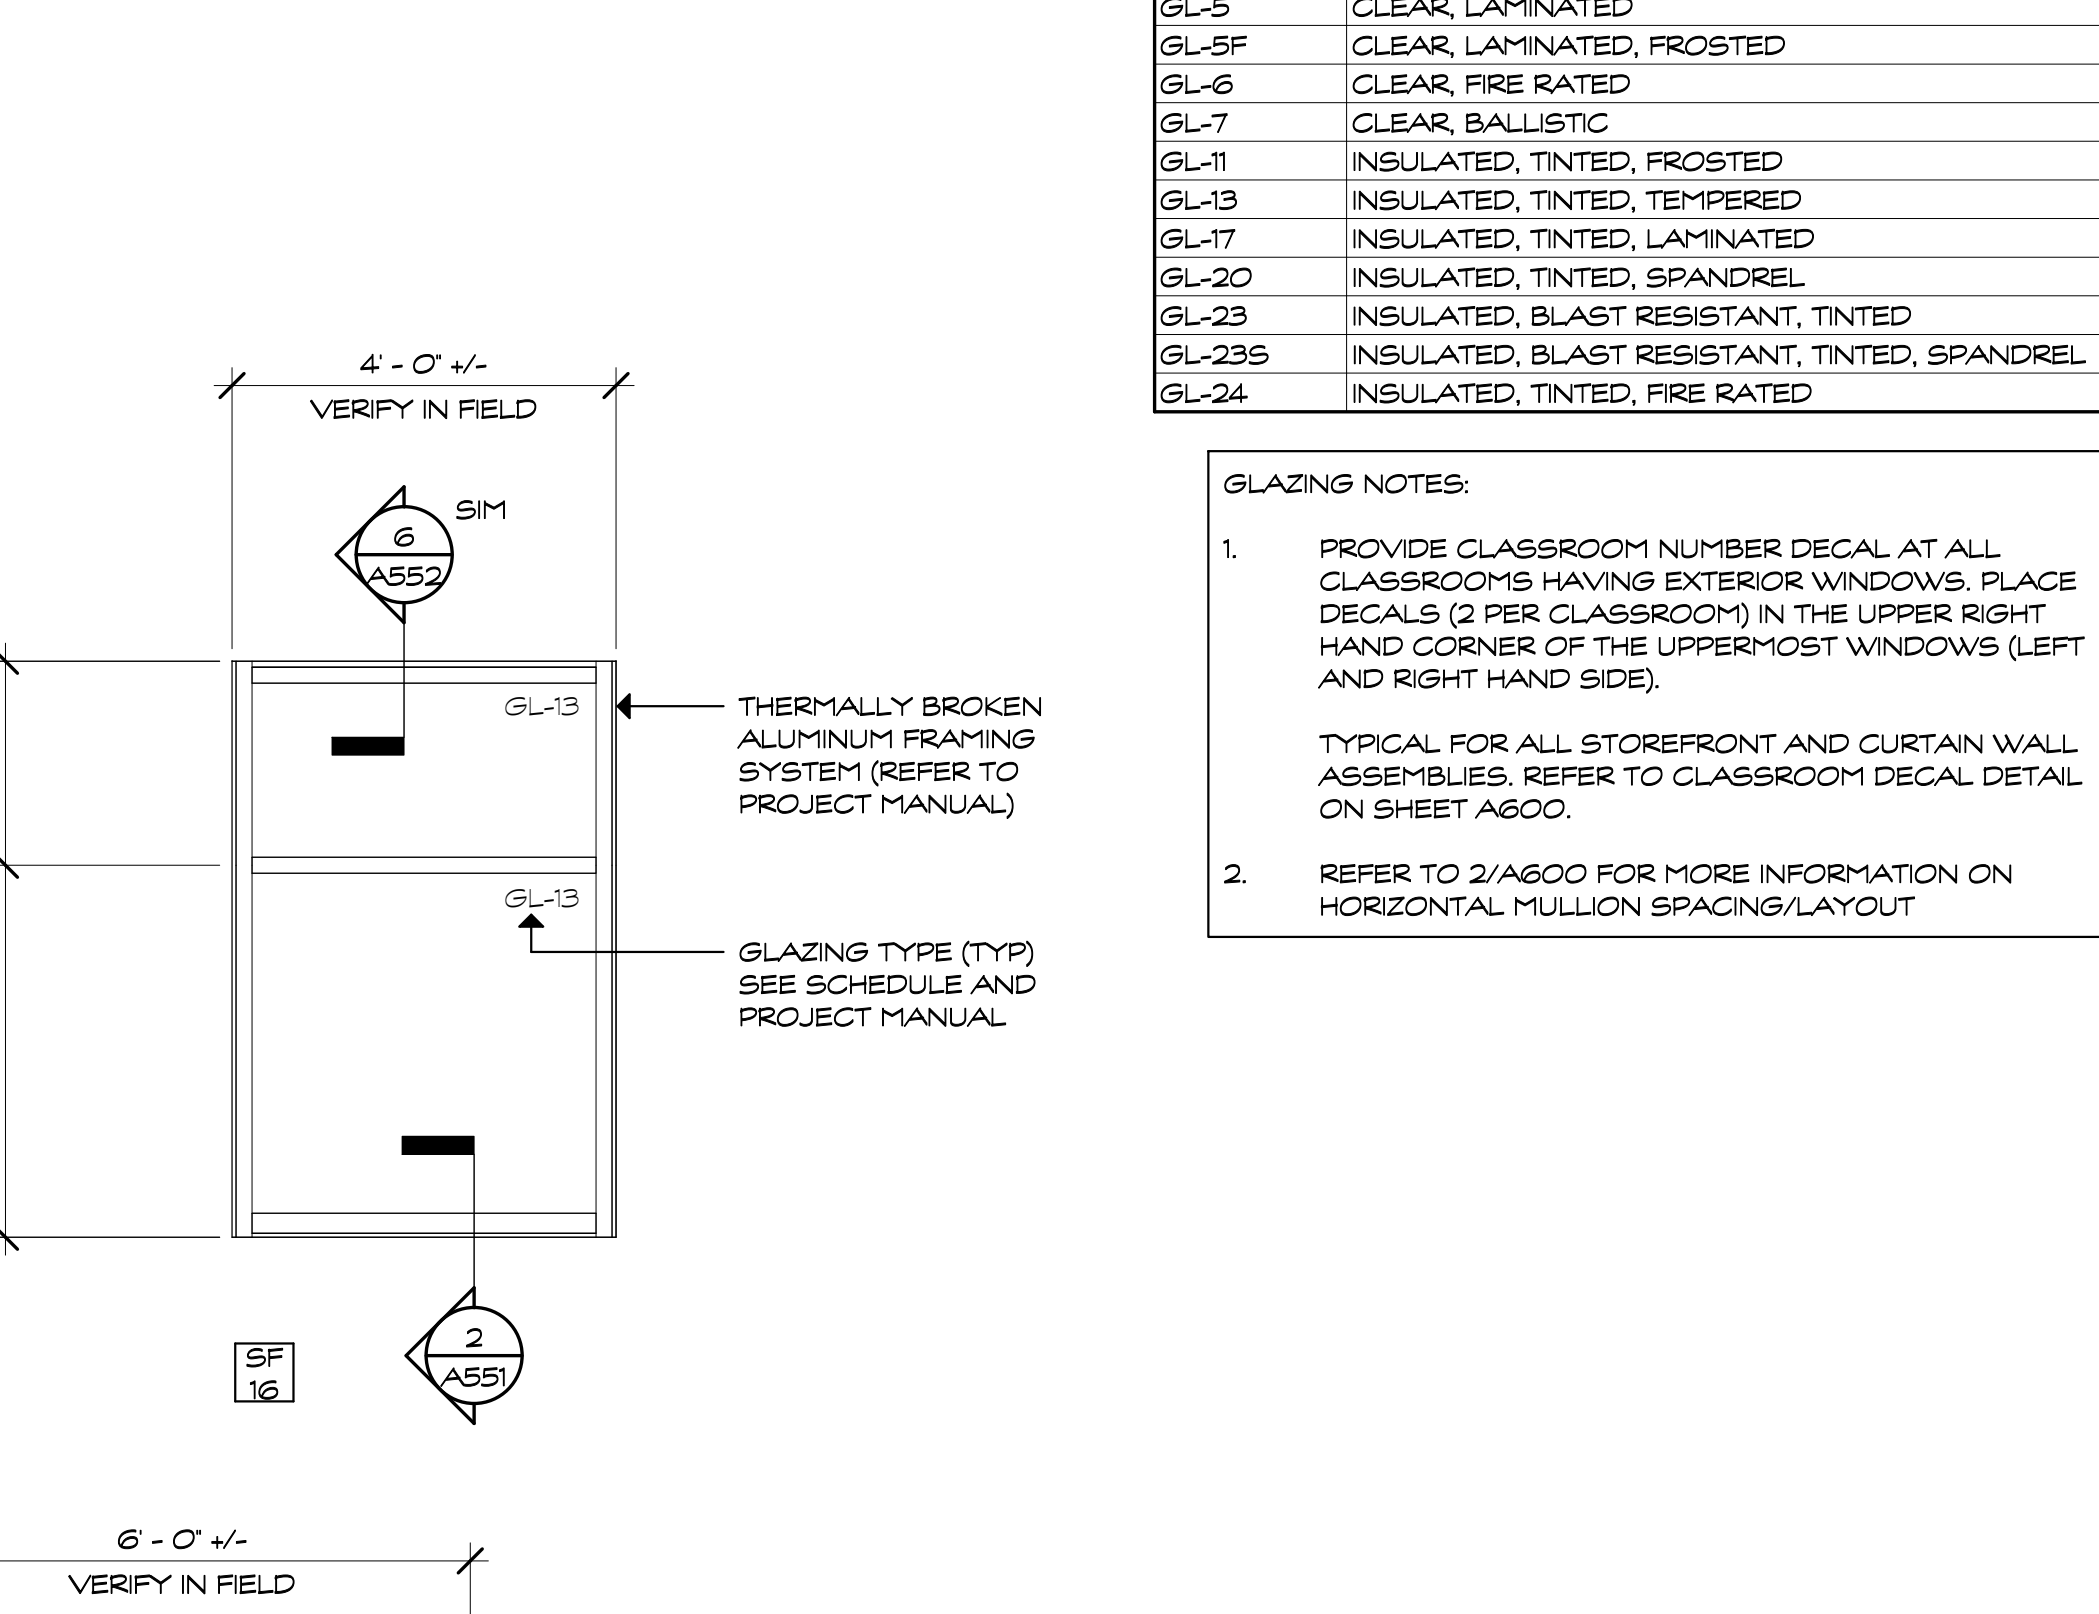 GL-5 CLEAR, LAMINATED
GL-5F CLEAR, LAMINATED, FROSTED
GL-6 CLEAR, FIRE RATED
GL-7 CLEAR, BALLISTIC
GL-11 INSULATED, TINTED, FROSTED
GL-13 INSULATED, TINTED, TEMPERED
GL-17 INSULATED, TINTED, LAMINATED
GL-20 INSULATED, TINTED, SPANDREL
GL-23 INSULATED, BLAST RESISTANT, TINTED
GL-23S INSULATED, BLAST RESISTANT, TINTED, SPANDREL
GL-24 INSULATED, TINTED, FIRE RATED
4' - 0" +/-
VERIFY IN FIELD
SIM
6
A552
GL-13
THERMALLY BROKEN
ALUMINUM FRAMING
SYSTEM (REFER TO
PROJECT MANUAL)
GL-13
GLAZING TYPE (TYP)
SEE SCHEDULE AND
PROJECT MANUAL
2
A551
SF
16
6' - 0" +/-
VERIFY IN FIELD
GLAZING NOTES:
1. PROVIDE CLASSROOM NUMBER DECAL AT ALL
CLASSROOMS HAVING EXTERIOR WINDOWS. PLACE
DECALS (2 PER CLASSROOM) IN THE UPPER RIGHT
HAND CORNER OF THE UPPERMOST WINDOWS (LEFT
AND RIGHT HAND SIDE).
TYPICAL FOR ALL STOREFRONT AND CURTAIN WALL
ASSEMBLIES. REFER TO CLASSROOM DECAL DETAIL
ON SHEET A600.
2. REFER TO 2/A600 FOR MORE INFORMATION ON
HORIZONTAL MULLION SPACING/LAYOUT